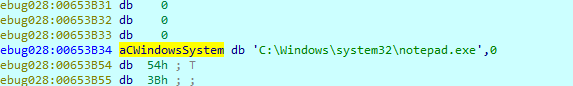 ebug028:00653B31 db    0
ebug028:00653B32 db    0
ebug028:00653B33 db    0
ebug028:00653B34 aCWindowsSystem db 'C:\Windows\system32\notepad.exe',0
ebug028:00653B54 db  54h ; T
ebug028:00653B55 db  3Bh ; ;